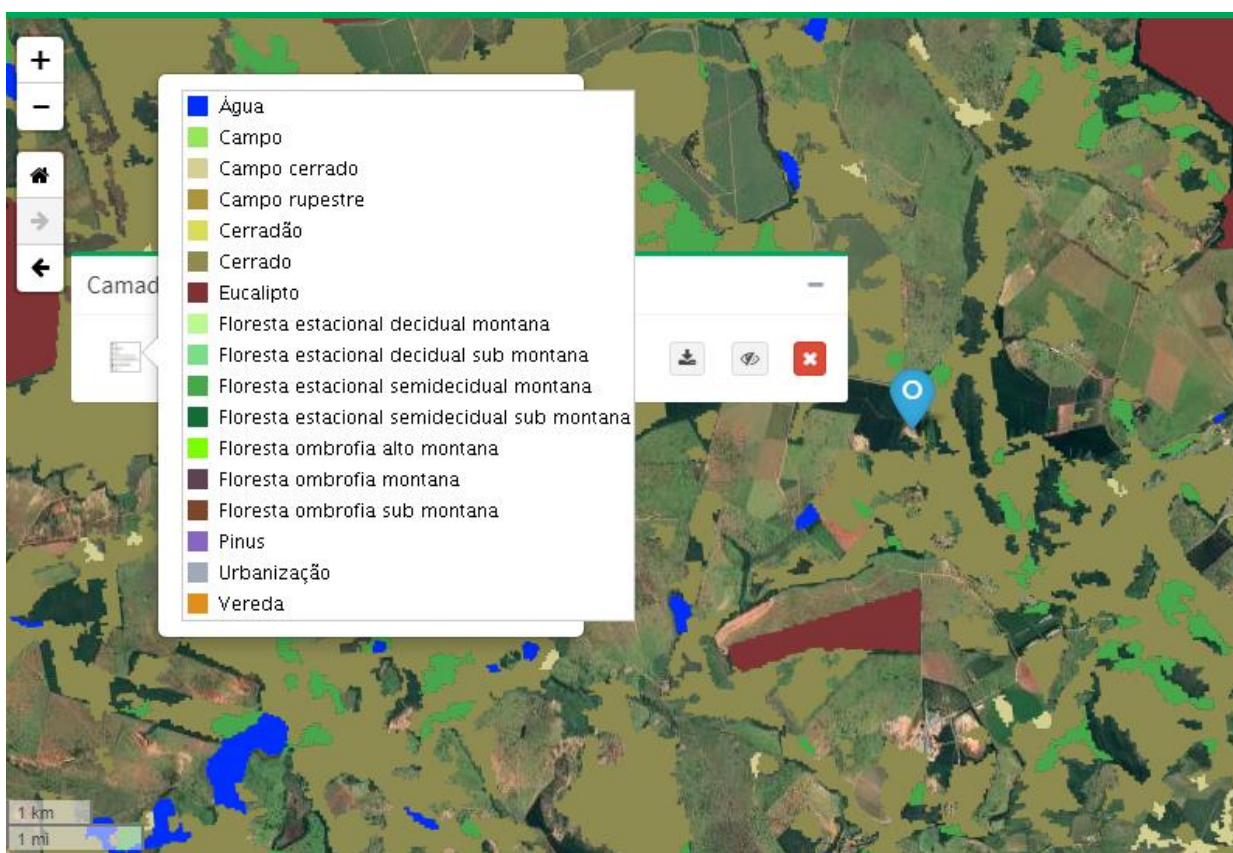 +
−
Água
Campo
Campo cerrado
Campo rupestre
Cerradão
Cerrado
Eucalipto
Floresta estacional decidual montana
Floresta estacional decidual sub montana
Floresta estacional semidecidual montana
Floresta estacional semidecidual sub montana
Floresta ombrofia alto montana
Floresta ombrofia montana
Floresta ombrofia sub montana
Pinus
Urbanização
Vereda
Camad
1 km
1 mi